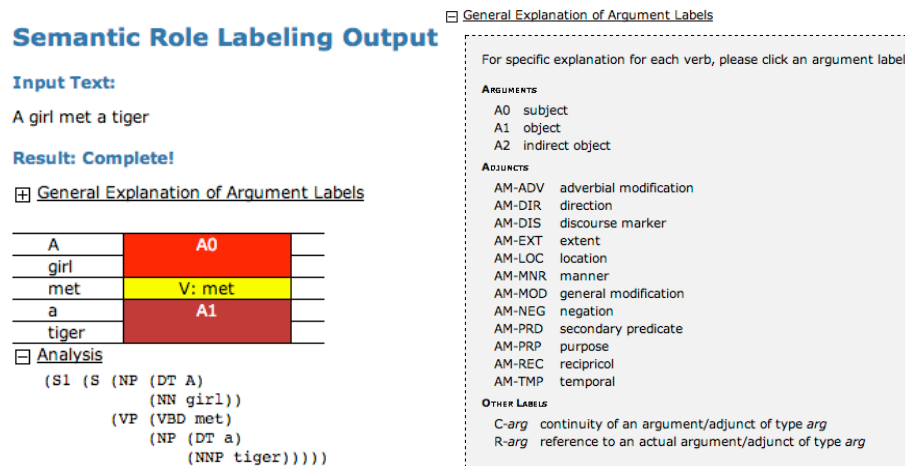 Semantic Role Labeling Output
Input Text:
A girl met a tiger
Result: Complete!
General Explanation of Argument Labels
A
A0
girl
met
V: met
a
A1
tiger
Analysis
(S1 (S (NP (DT A)
(NN girl))
(VP (VBD met)
(NP (DT a)
(NNP tiger)))))
General Explanation of Argument Labels
For specific explanation for each verb, please click an argument label
ARGUMENTS
A0 subject
A1 object
A2 indirect object
ADJUNCTS
AM-ADV adverbial modification
AM-DIR direction
AM-DIS discourse marker
AM-EXT extent
AM-LOC location
AM-MNR manner
AM-MOD general modification
AM-NEG negation
AM-PRD secondary predicate
AM-PRP purpose
AM-REC recipricol
AM-TMP temporal
OTHER LABELS
C-arg continuity of an argument/adjunct of type arg
R-arg reference to an actual argument/adjunct of type arg